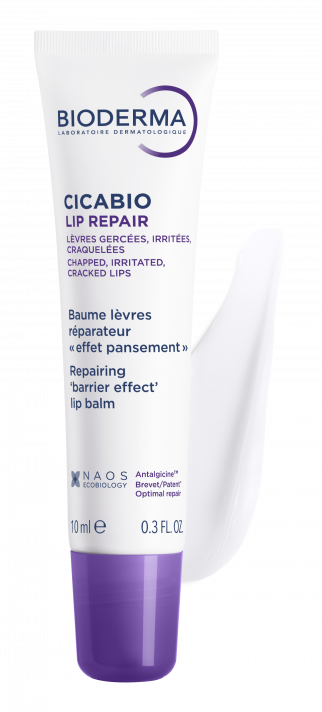 BIODERMA
LABORATOIRE DERMATOLOGIQUE
CICABIO
LIP REPAIR
LÈVRES GERCÉES, IRRITÉES,
CRAQUELÉES
CHAPPED, IRRITATED,
CRACKED LIPS
Baume lèvres
réparateur
« effet pansement »
Repairing
'barrier effect'
lip balm
NAOS
ECOBIOLOGY
Antalgicine™
Brevet/Patent*
Optimal repair
10 ml ℮ 0.3 FL.OZ.